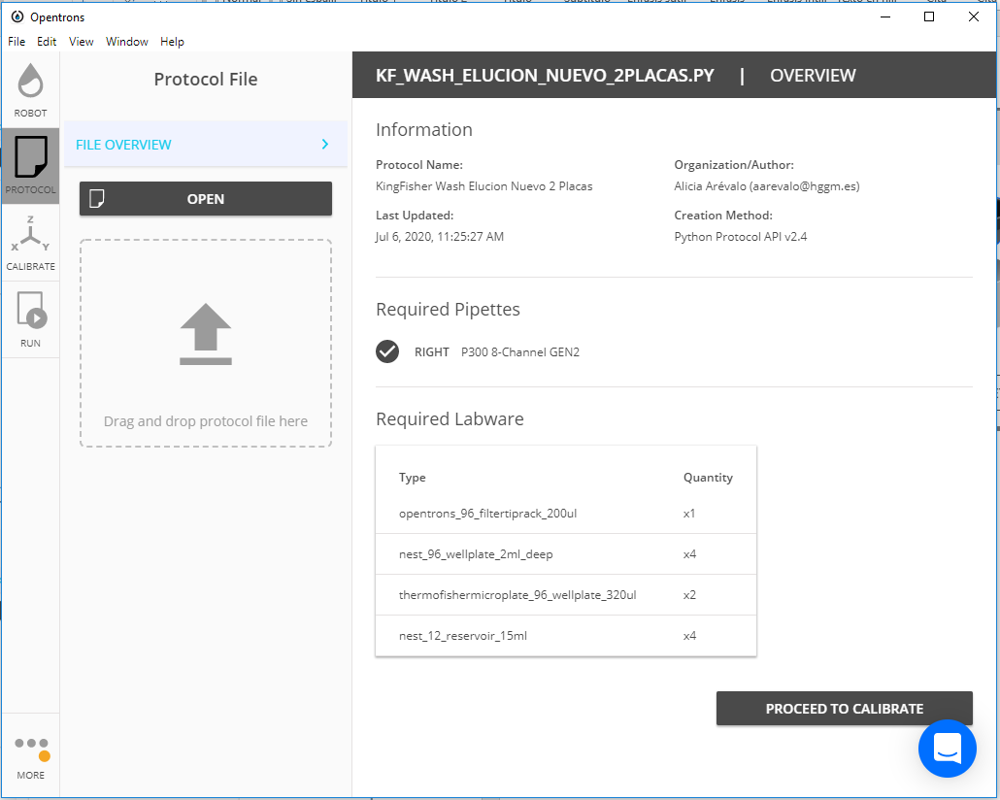 Opentrons
File Edit View Window Help
ROBOT
PROTOCOL
Z
X Y
CALIBRATE
RUN
MORE
Protocol File
FILE OVERVIEW
OPEN
Drag and drop protocol file here
KF_WASH_ELUCION_NUEVO_2PLACAS.PY | OVERVIEW
Information
Protocol Name:
KingFisher Wash Elucion Nuevo 2 Placas
Organization/Author:
Alicia Arévalo (aarevalo@hggm.es)
Last Updated:
Jul 6, 2020, 11:25:27 AM
Creation Method:
Python Protocol API v2.4
Required Pipettes
RIGHT P300 8-Channel GEN2
Required Labware
Type Quantity
opentrons_96_filtertiprack_200ul x1
nest_96_wellplate_2ml_deep x4
thermofishermicroplate_96_wellplate_320ul x2
nest_12_reservoir_15ml x4
PROCEED TO CALIBRATE